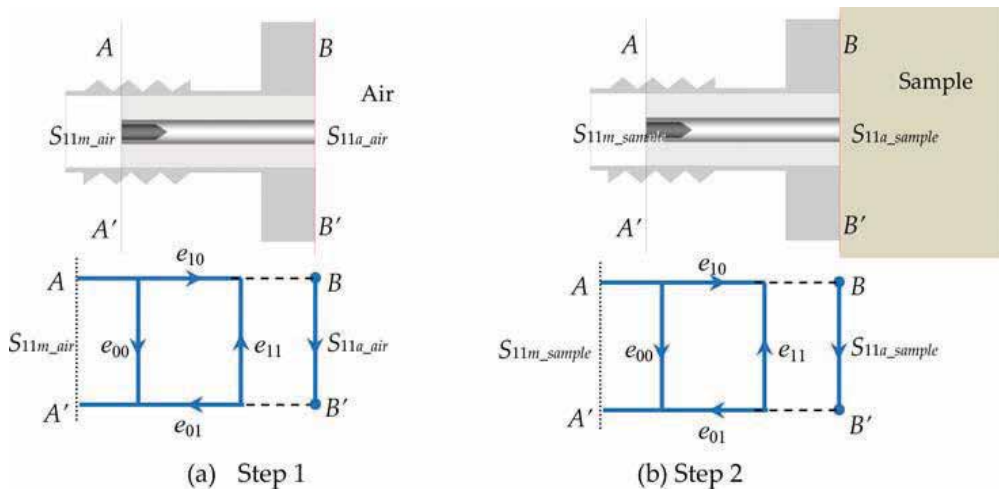 A
B
Air
S11m_air
S11a_air
A'
B'
A
e10
B
S11m_air
e00
e11
S11a_air
A'
e01
B'
(a) Step 1
A
B
Sample
S11m_sample
S11a_sample
A'
B'
A
e10
B
S11m_sample
e00
e11
S11a_sample
A'
e01
B'
(b) Step 2